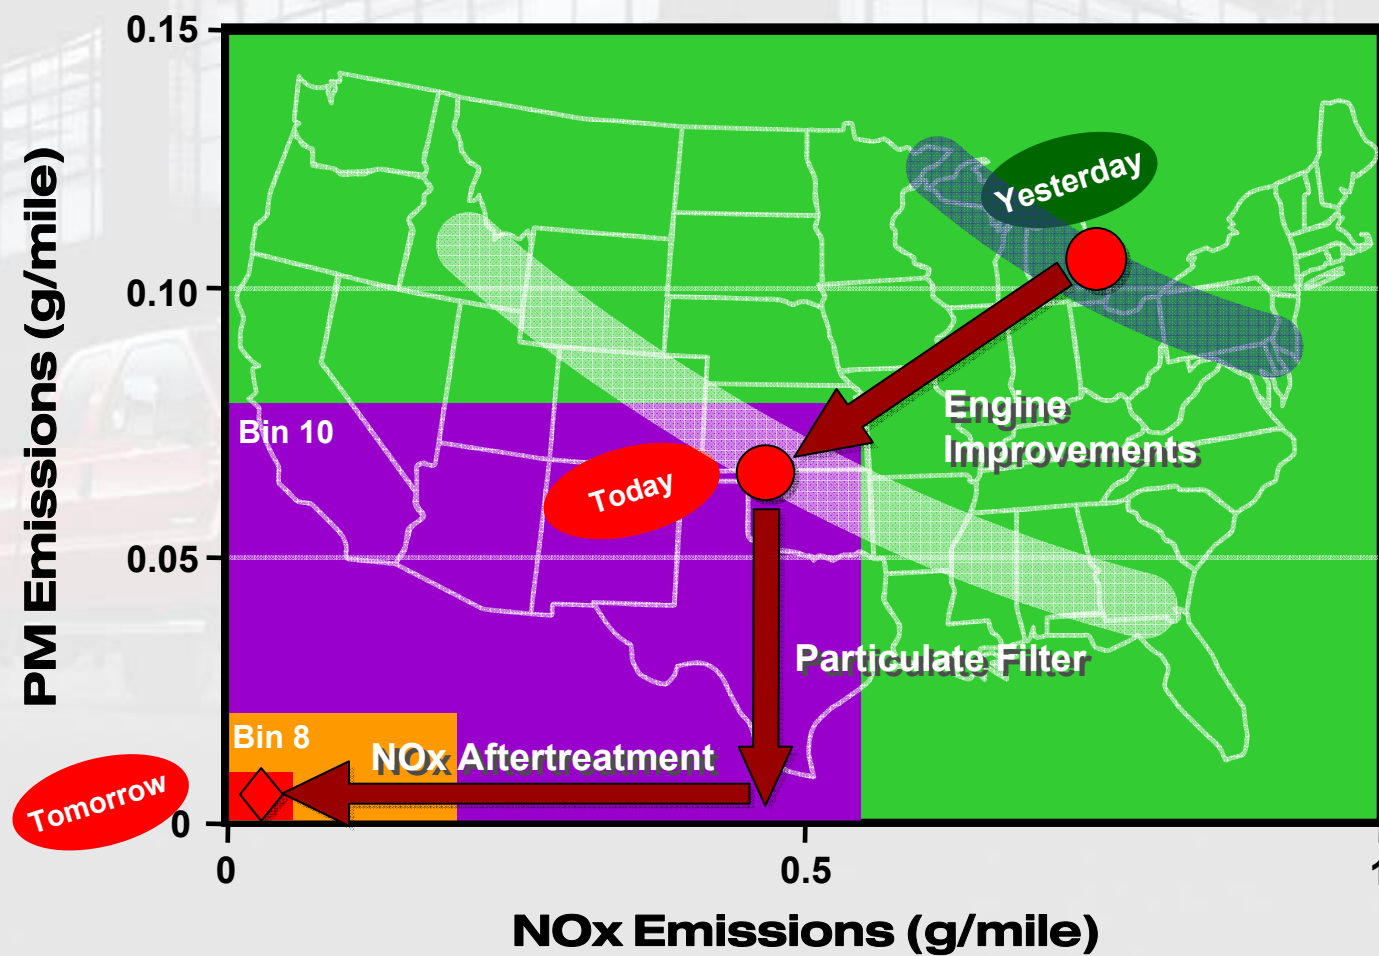 0.15
Yesterday
PM Emissions (g/mile)
0.10
Engine
Improvements
Bin 10
Today
0.05
Particulate Filter
Bin 8
NOx Aftertreatment
Tomorrow
0
0
0.5
1
NOx Emissions (g/mile)